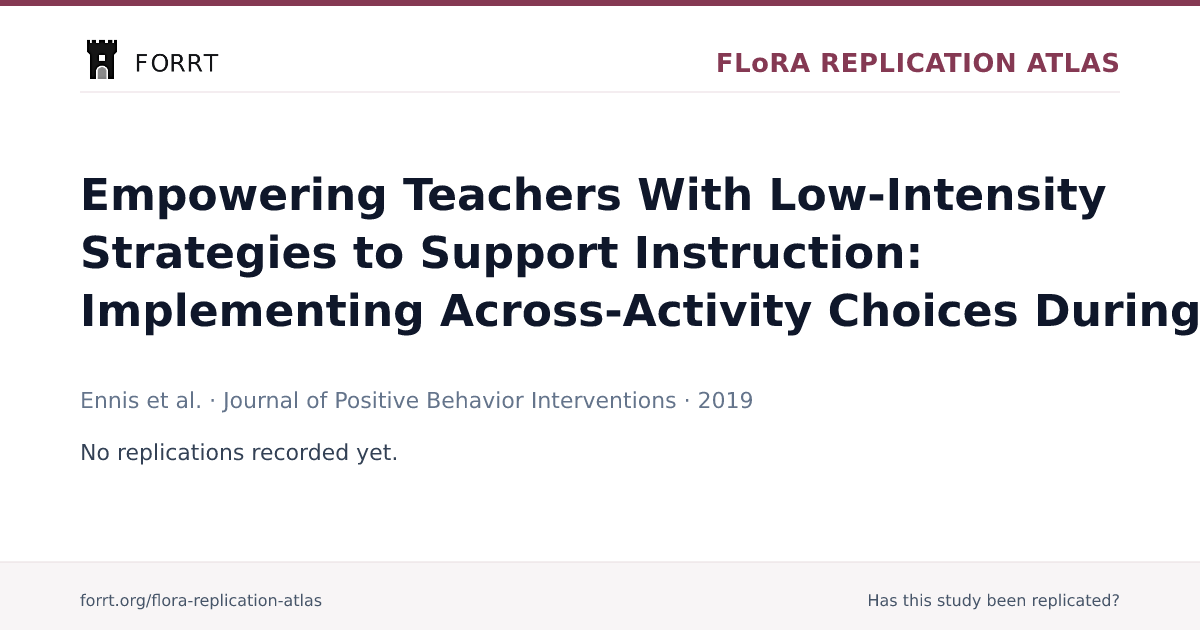 FORRT
FLoRA REPLICATION ATLAS
Empowering Teachers With Low-Intensity
Strategies to Support Instruction:
Implementing Across-Activity Choices During
Ennis et al. · Journal of Positive Behavior Interventions · 2019
No replications recorded yet.
forrt.org/flora-replication-atlas
Has this study been replicated?